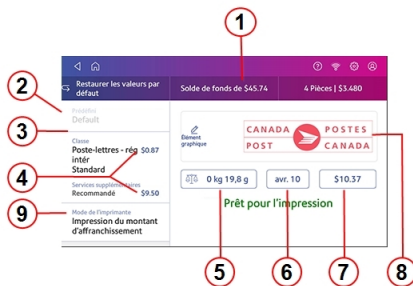 1
Restaurer les valeurs par
défaut
Solde de fonds de $45.74
4 Pièces | $3.480
2
Prédéfini
Default
3
Classe
Poste-lettres - rég $0.87
intér
Standard
4
Services supplémentaires
Recommandé $9.50
9
Mode de l'imprimante
Impression du montant
d'affranchissement
Élément
graphique
CANADA POSTES
POST CANADA
0 kg 19,8 g
avr. 10
$10.37
Prêt pour l'impression
5
6
7
8